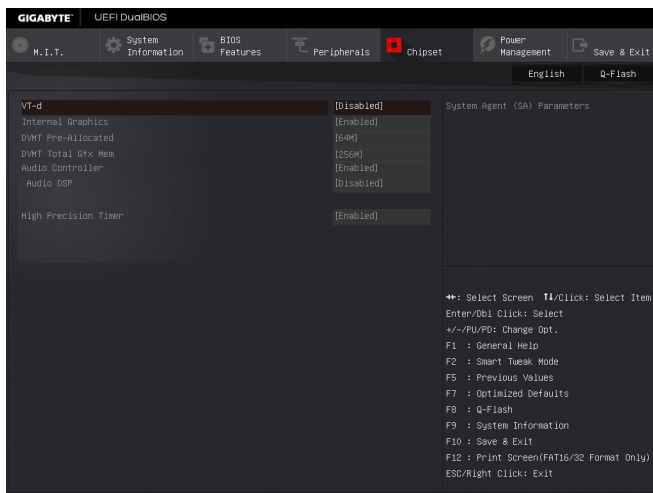 GIGABYTE™ UEFI DualBIOS
M.I.T. System Information BIOS Features Peripherals Chipset Power Management Save & Exit
English Q-Flash
VT-d [Disabled] System Agent (SA) Parameters
Internal Graphics [Enabled]
DVMT Pre-Allocated [64M]
DVMT Total Gfx Mem [256M]
Audio Controller [Enabled]
Audio DSP [Disabled]
High Precision Timer [Enabled]
→←: Select Screen ↑↓/Click: Select Item
Enter/Dbl Click: Select
+/-/PU/PD: Change Opt.
F1 : General Help
F2 : Smart Tweak Mode
F5 : Previous Values
F7 : Optimized Defaults
F8 : Q-Flash
F9 : System Information
F10 : Save & Exit
F12 : Print Screen(FAT16/32 Format Only)
ESC/Right Click: Exit